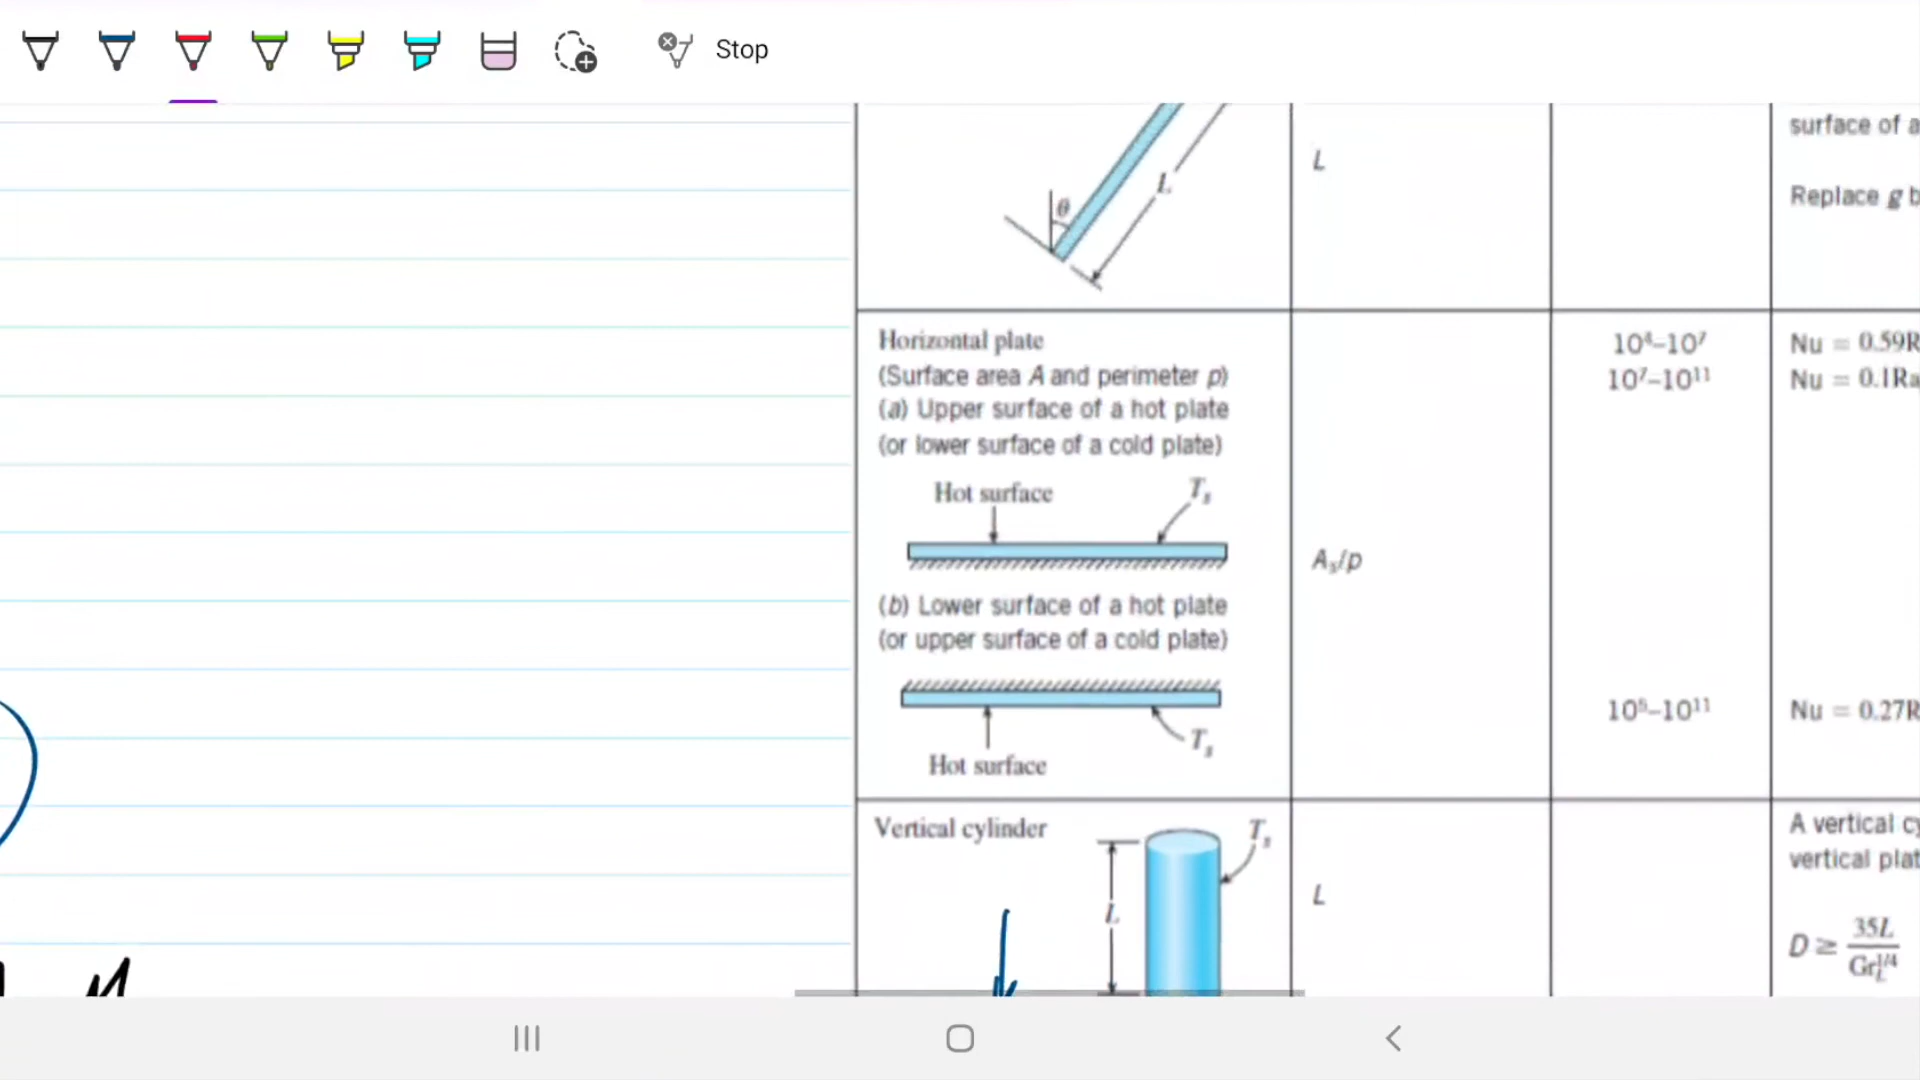 Stop
surface of a
L
θ
L
Replace g b
Horizontal plate
(Surface area A and perimeter p)
(a) Upper surface of a hot plate
(or lower surface of a cold plate)
Hot surface
Ts
(b) Lower surface of a hot plate
(or upper surface of a cold plate)
Hot surface
Ts
As/p
10⁴–10⁷
10⁷–10¹¹
10⁵–10¹¹
Nu = 0.59R
Nu = 0.1Ra
Nu = 0.27R
Vertical cylinder
Ts
L
L
A vertical cy
vertical plat
D ≥ 35L
GrL^1/4